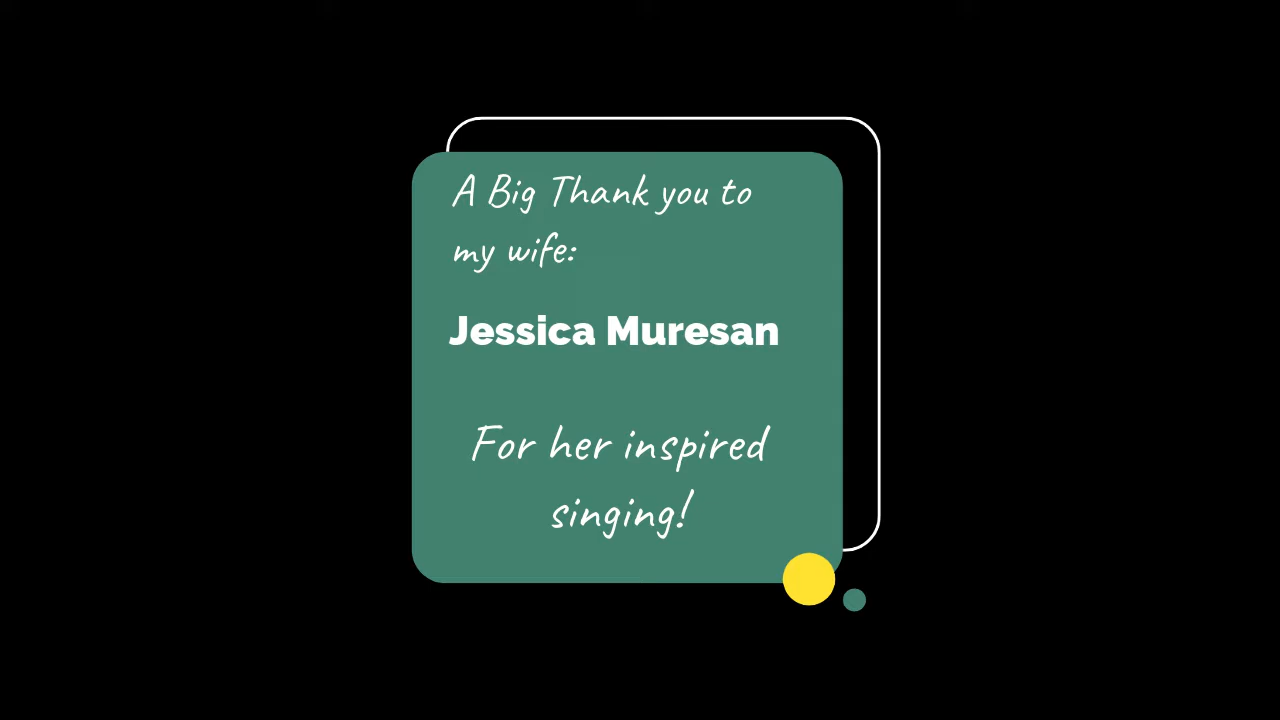 A Big Thank you to
my wife:
Jessica Muresan
For her inspired
singing!